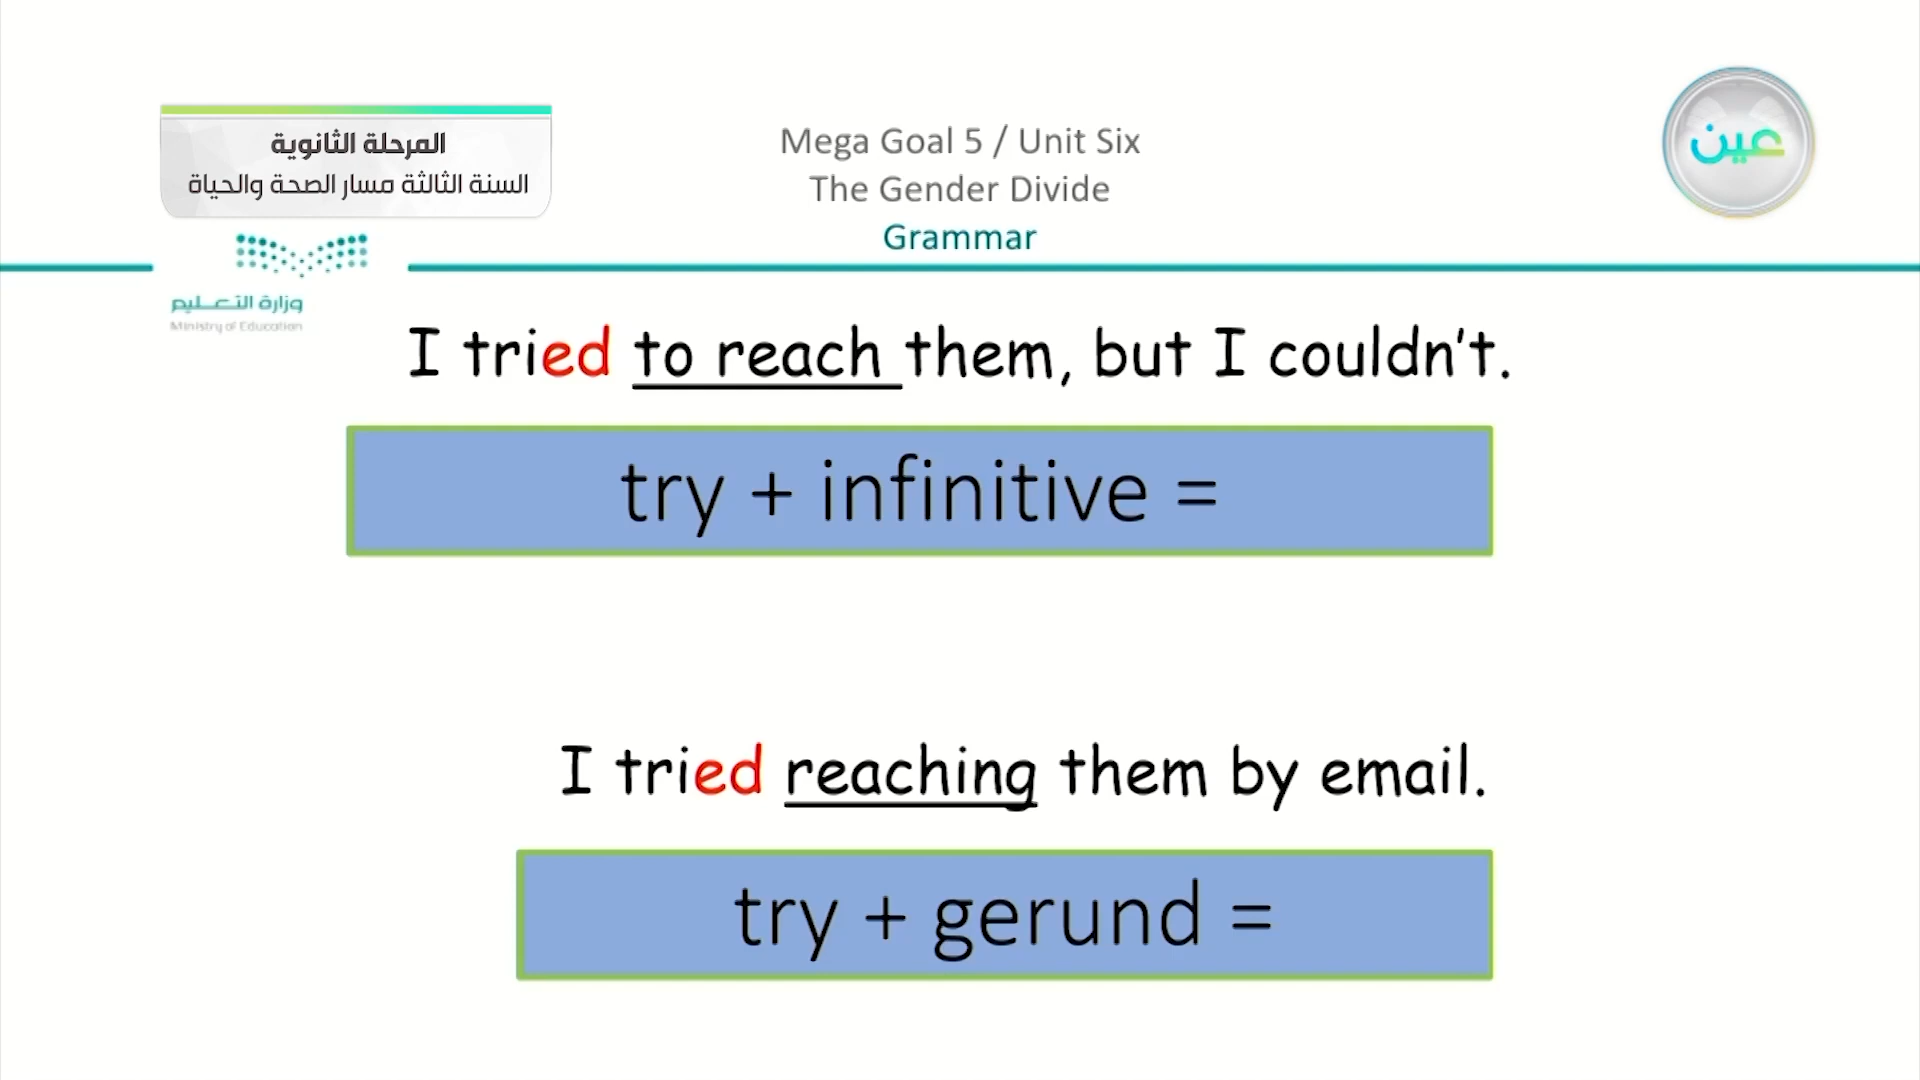 المرحلة الثانوية
السنة الثالثة مسار الصحة والحياة
Mega Goal 5 / Unit Six
The Gender Divide
Grammar
عين
وزارة التعليم
Ministry of Education
I tried to reach them, but I couldn't.
try + infinitive =
I tried reaching them by email.
try + gerund =